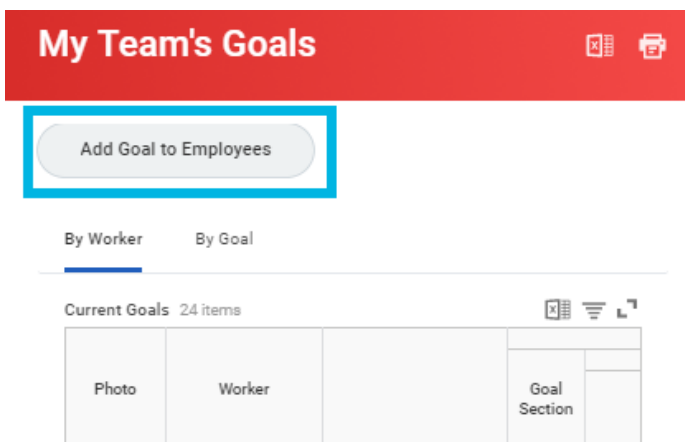 My Team's Goals
Add Goal to Employees
By Worker By Goal
Current Goals 24 items
Photo Worker Goal
Section